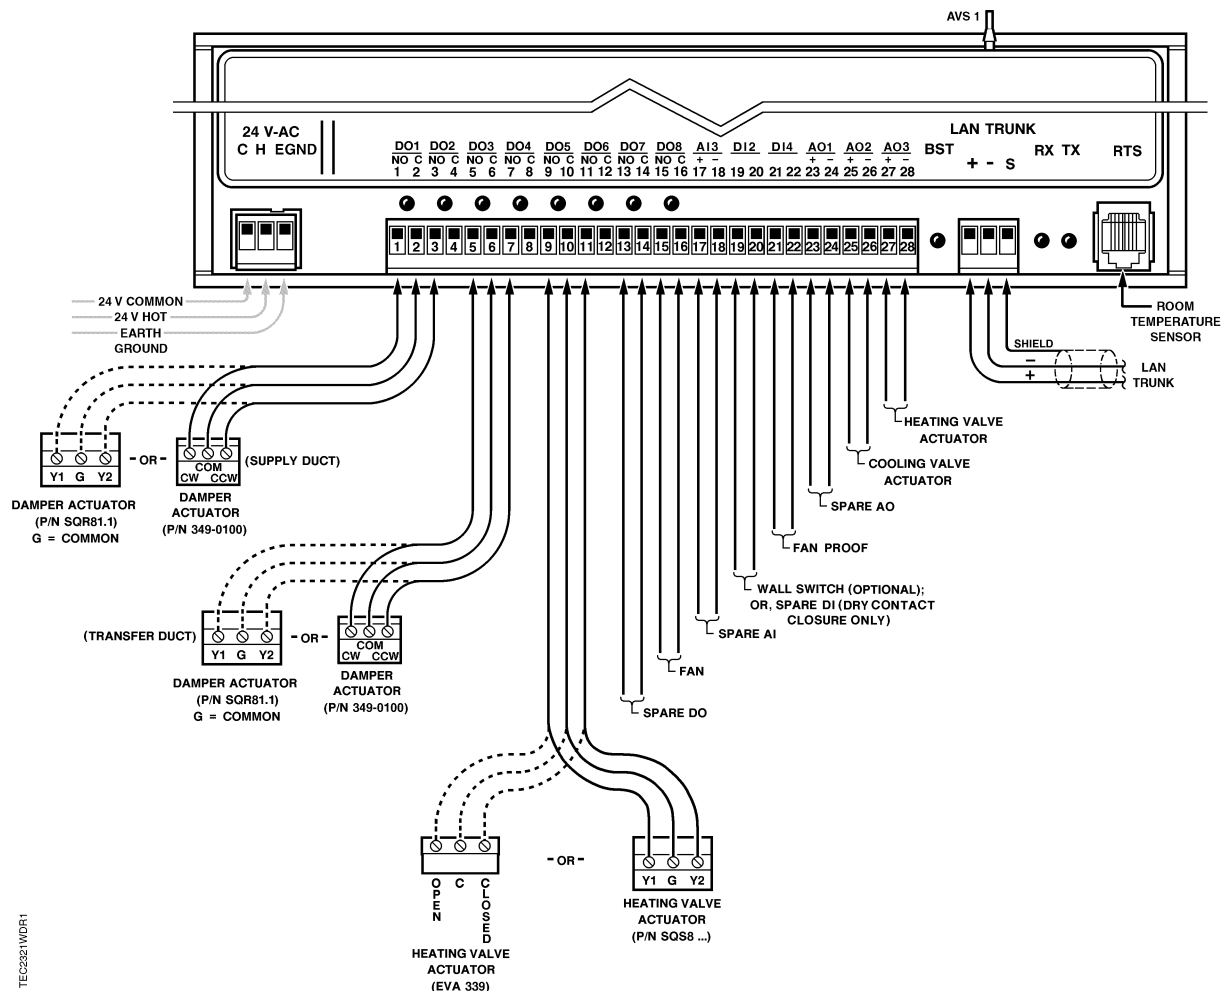 AVS 1
24 V-AC
C H EGND
DO1 DO2 DO3 DO4 DO5 DO6 DO7 DO8 AI3 DI2 DI4 AO1 AO2 AO3
NO C NO C NO C NO C NO C NO C NO C NO C + - + - + - + -
1 2 3 4 5 6 7 8 9 10 11 12 13 14 15 16 17 18 19 20 21 22 23 24 25 26 27 28
BST
LAN TRUNK
+ - S
RX TX
RTS
1 2 3 4 5 6 7 8 9 10 11 12 13 14 15 16 17 18 19 20 21 22 23 24 25 26 27 28
24 V COMMON
24 V HOT
EARTH
GROUND
ROOM
TEMPERATURE
SENSOR
SHIELD
-
+
LAN
TRUNK
HEATING VALVE
ACTUATOR
COOLING VALVE
ACTUATOR
SPARE AO
FAN PROOF
WALL SWITCH (OPTIONAL);
OR, SPARE DI (DRY CONTACT
CLOSURE ONLY)
SPARE AI
FAN
SPARE DO
Y1 G Y2
- OR -
COM
CW CCW
(SUPPLY DUCT)
DAMPER ACTUATOR
(P/N SQR81.1)
G = COMMON
DAMPER
ACTUATOR
(P/N 349-0100)
(TRANSFER DUCT)
Y1 G Y2
- OR -
COM
CW CCW
DAMPER ACTUATOR
(P/N SQR81.1)
G = COMMON
DAMPER
ACTUATOR
(P/N 349-0100)
OPEN
C
CLOSED
HEATING VALVE
ACTUATOR
(EVA 339)
- OR -
Y1 G Y2
HEATING VALVE
ACTUATOR
(P/N SQS8 ...)
TEC2321WDR1